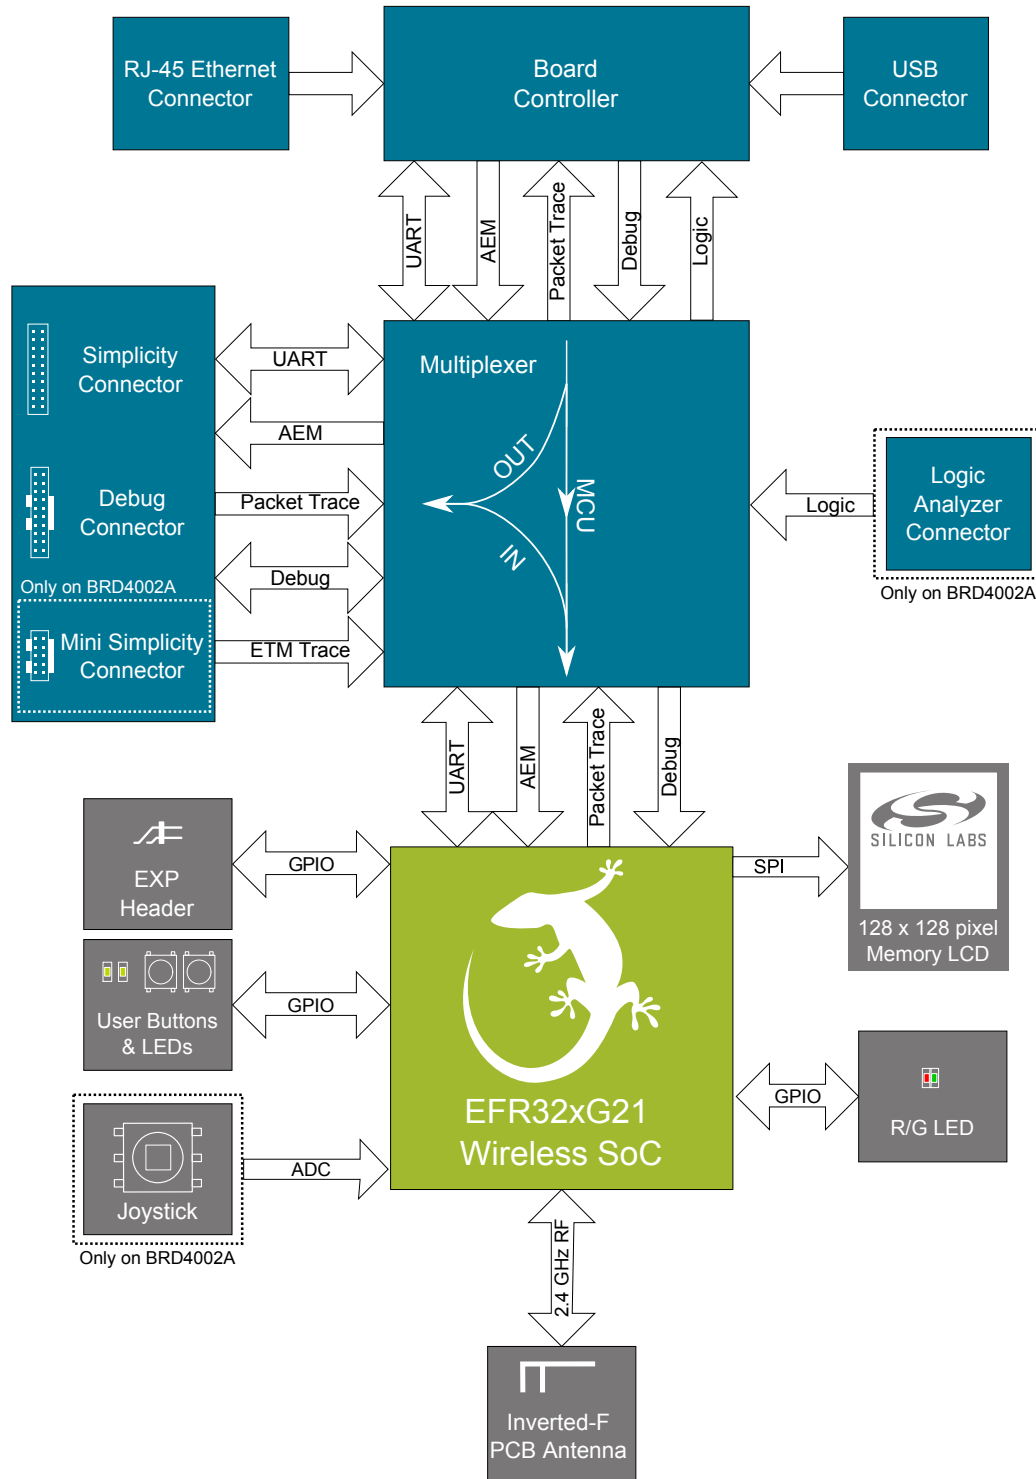 RJ-45 Ethernet
Connector
Board
Controller
USB
Connector
UART
AEM
Packet Trace
Debug
Logic
Simplicity
Connector
UART
AEM
Debug
Connector
Packet Trace
Debug
Only on BRD4002A
Mini Simplicity
Connector
ETM Trace
Multiplexer
OUT
MCU
IN
Logic
Logic
Analyzer
Connector
Only on BRD4002A
UART
AEM
Packet Trace
Debug
EXP
Header
GPIO
SPI
SILICON LABS
128 x 128 pixel
Memory LCD
User Buttons
& LEDs
GPIO
EFR32xG21
Wireless SoC
GPIO
R/G LED
Joystick
ADC
Only on BRD4002A
2.4 GHz RF
Inverted-F
PCB Antenna